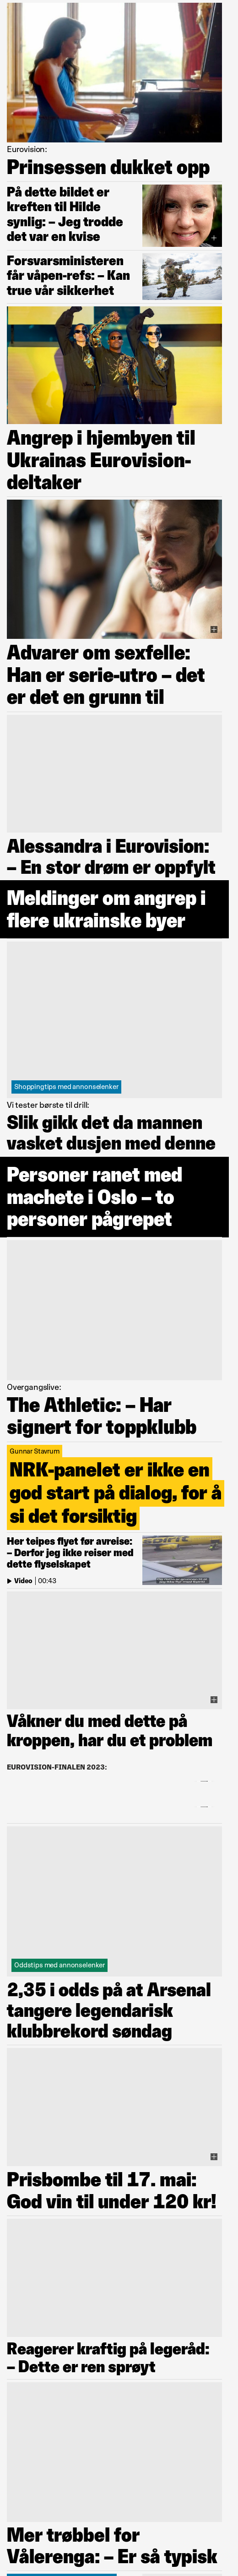 Eurovision:
Prinsessen dukket opp
På dette bildet er
kreften til Hilde
synlig: – Jeg trodde
det var en kvise
Forsvarsministeren
får våpen-refs: – Kan
true vår sikkerhet
Angrep i hjembyen til
Ukrainas Eurovision-
deltaker
Advarer om sexfelle:
Han er serie-utro – det
er det en grunn til
Alessandra i Eurovision:
– En stor drøm er oppfylt
Meldinger om angrep i
flere ukrainske byer
Shoppingtips med annonselenker
Vi tester børste til drill:
Slik gikk det da mannen
vasket dusjen med denne
Personer ranet med
machete i Oslo – to
personer pågrepet
Overgangslive:
The Athletic: – Har
signert for toppklubb
Gunnar Stavrum
NRK-panelet er ikke en
god start på dialog, for å
si det forsiktig
Her teipes flyet før avreise:
– Derfor jeg ikke reiser med
dette flyselskapet
Video | 00:43
Våkner du med dette på
kroppen, har du et problem
EUROVISION-FINALEN 2023:
Oddstips med annonselenker
2,35 i odds på at Arsenal
tangere legendarisk
klubbrekord søndag
Prisbombe til 17. mai:
God vin til under 120 kr!
Reagerer kraftig på legeråd:
– Dette er ren sprøyt
Mer trøbbel for
Vålerenga: – Er så typisk